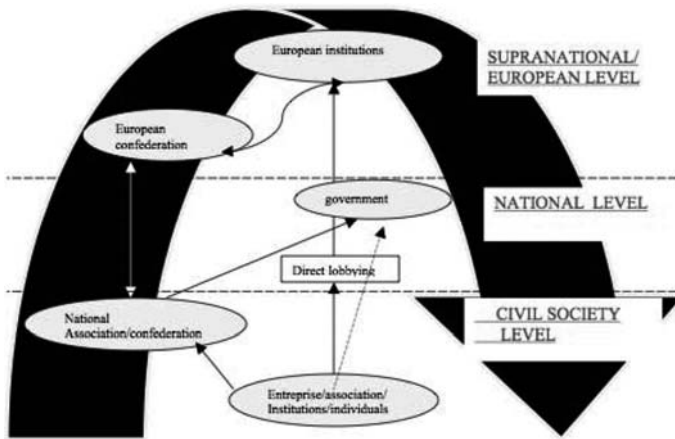 European institutions
SUPRANATIONAL/
EUROPEAN LEVEL
European
confederation
government
NATIONAL LEVEL
Direct lobbying
National
Association/confederation
CIVIL SOCIETY
LEVEL
Entreprise/association/
Institutions/individuals